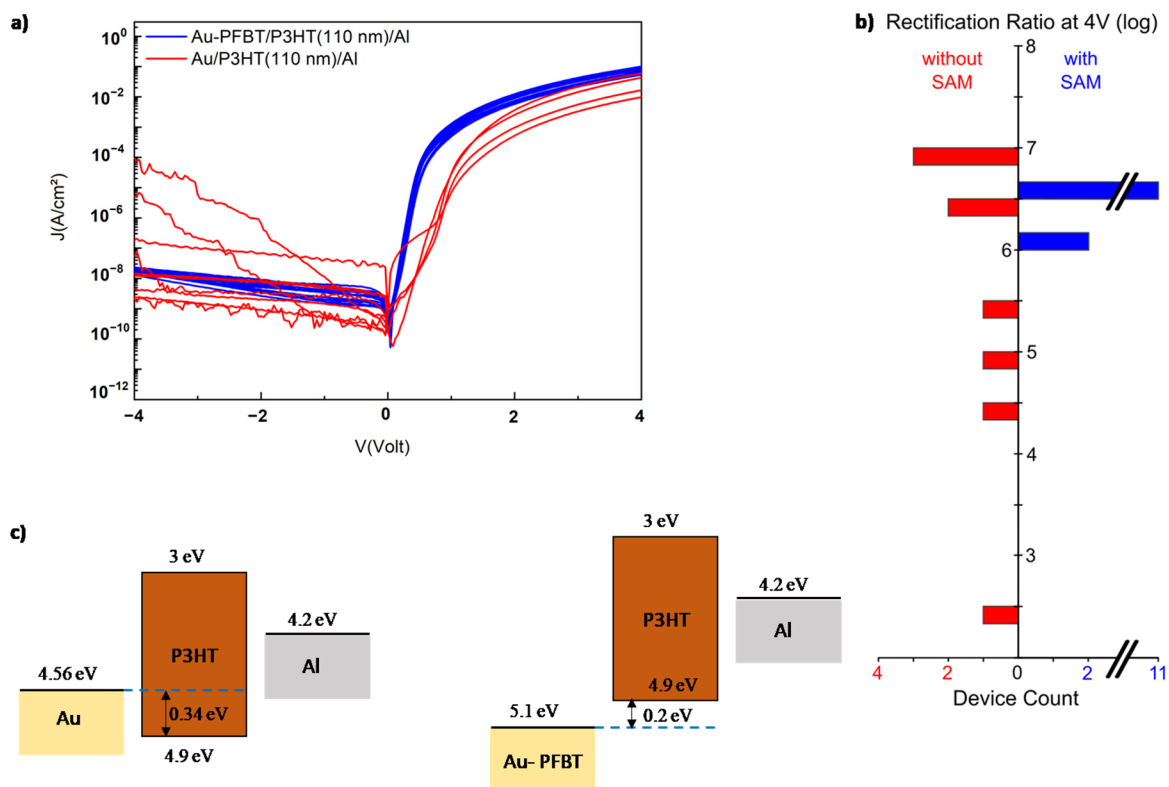 a)
Au-PFBT/P3HT(110 nm)/Al
Au/P3HT(110 nm)/Al
10⁰
10⁻²
10⁻⁴
10⁻⁶
10⁻⁸
10⁻¹⁰
10⁻¹²
J(A/cm²)
−4
−2
0
2
4
V(Volt)
b)
Rectification Ratio at 4V (log)
without
SAM
with
SAM
8
7
6
5
4
3
4
2
0
2
11
Device Count
c)
3 eV
P3HT
4.2 eV
Al
4.56 eV
Au
0.34 eV
4.9 eV
3 eV
P3HT
4.2 eV
Al
4.9 eV
5.1 eV
0.2 eV
Au- PFBT